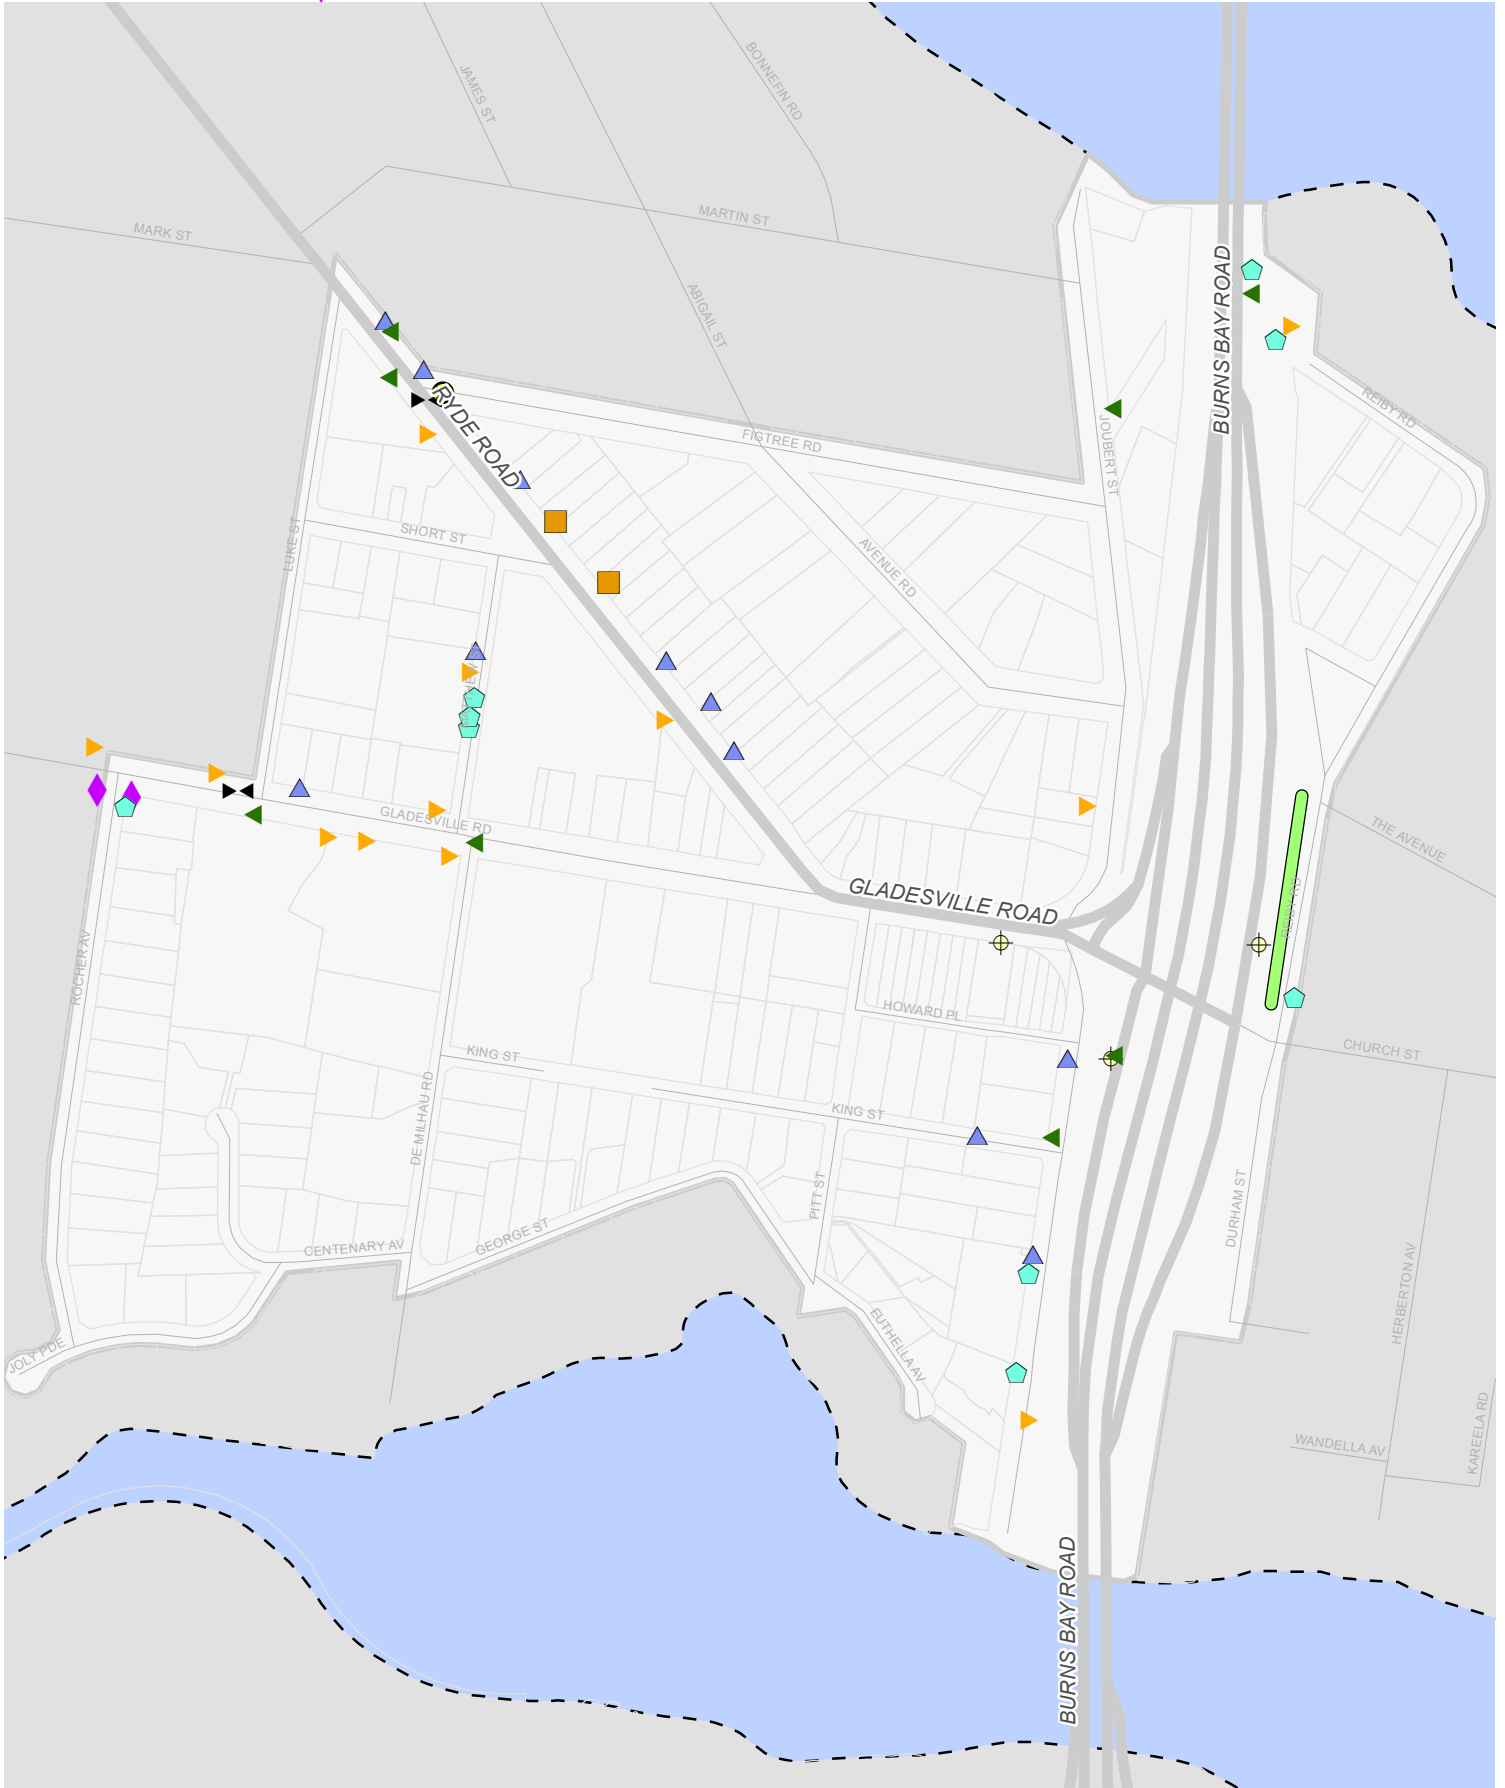 JAMES ST
BONNEFIN RD
MARK ST
MARTIN ST
ABIGAIL ST
BURNS BAY ROAD
RYDE ROAD
FIGTREE RD
JOUBERT ST
REIBY RD
LUKE ST
SHORT ST
AVENUE RD
GLADESVILLE RD
THE AVENUE
GLADESVILLE ROAD
REIBY RD
ROCHER AV
HOWARD PL
CHURCH ST
KING ST
DE MILHAU RD
KING ST
PITT ST
DURHAM ST
GEORGE ST
CENTENARY AV
HERBERTON AV
JOLY PDE
EUTHELLA AV
WANDELLA AV
KAREELA RD
BURNS BAY ROAD